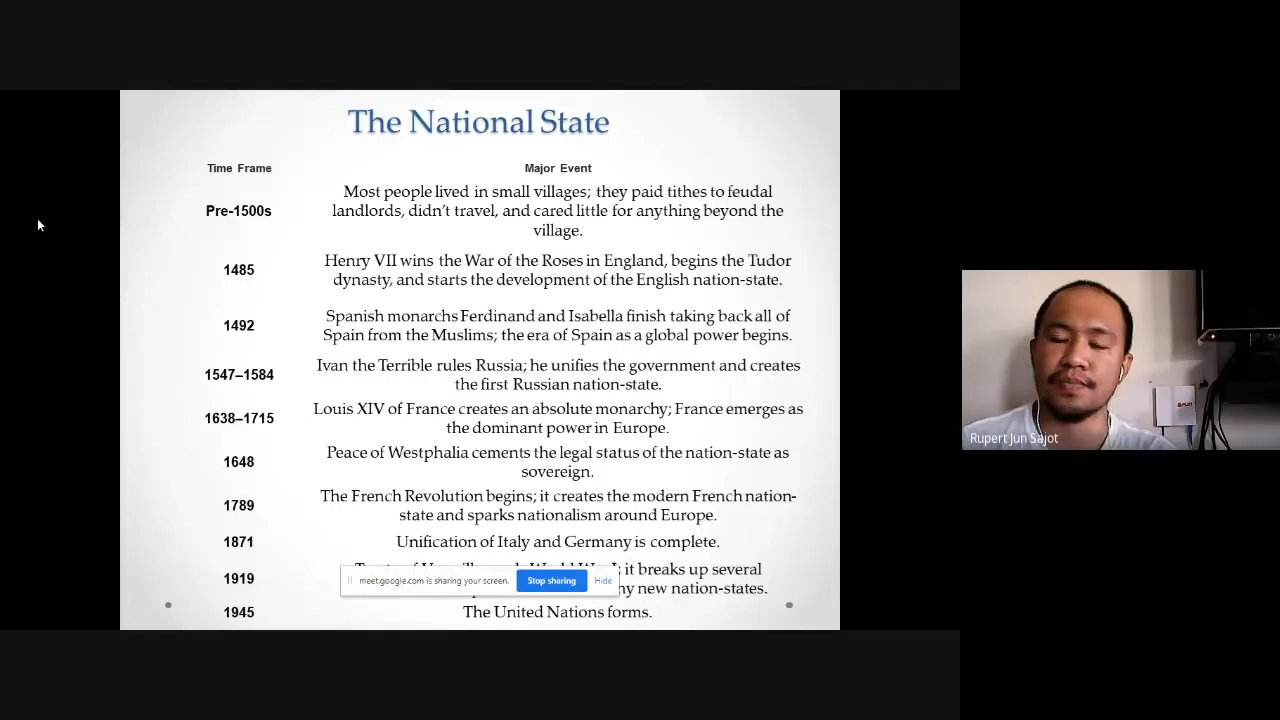 The National State
Time Frame
Major Event
Pre-1500s
Most people lived in small villages; they paid tithes to feudal
landlords, didn't travel, and cared little for anything beyond the
village.
1485
Henry VII wins the War of the Roses in England, begins the Tudor
dynasty, and starts the development of the English nation-state.
1492
Spanish monarchs Ferdinand and Isabella finish taking back all of
Spain from the Muslims; the era of Spain as a global power begins.
1547–1584
Ivan the Terrible rules Russia; he unifies the government and creates
the first Russian nation-state.
1638–1715
Louis XIV of France creates an absolute monarchy; France emerges as
the dominant power in Europe.
1648
Peace of Westphalia cements the legal status of the nation-state as
sovereign.
1789
The French Revolution begins; it creates the modern French nation-
state and sparks nationalism around Europe.
1871
Unification of Italy and Germany is complete.
1919
it breaks up several
new nation-states.
meet.google.com is sharing your screen.
Stop sharing
Hide
1945
The United Nations forms.
Rupert Jun Sajot